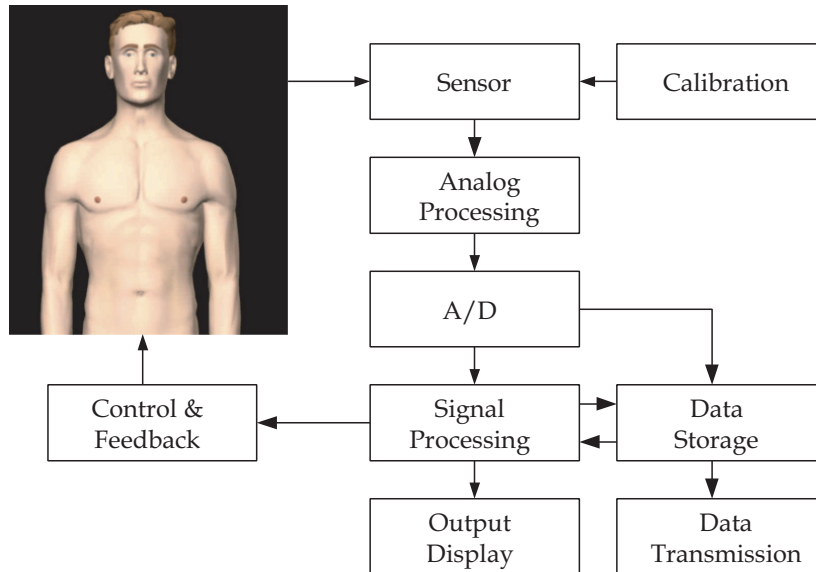 Sensor
Calibration
Analog
Processing
A/D
Control &
Feedback
Signal
Processing
Data
Storage
Output
Display
Data
Transmission